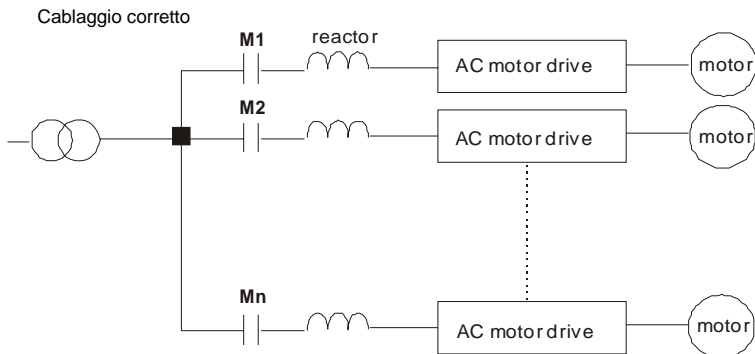 Cablaggio corretto
M1
reactor
AC motor drive
motor
M2
AC motor drive
motor
Mn
AC motor drive
motor